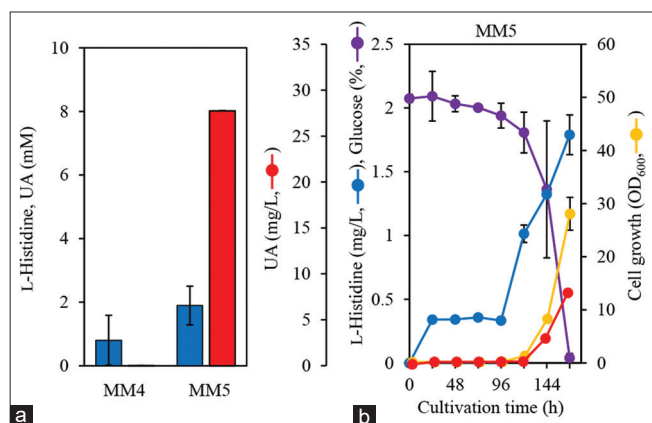 10
8
6
4
2
0
L-Histidine, UA (mM)
MM4
MM5
a
35
30
25
20
15
10
5
0
UA (mg/L, )
MM5
2.5
2
1.5
1
0.5
0
L-Histidine (mg/L, ), Glucose (%, )
60
50
40
30
20
10
0
Cell growth (OD600, )
0 48 96 144
Cultivation time (h)
b